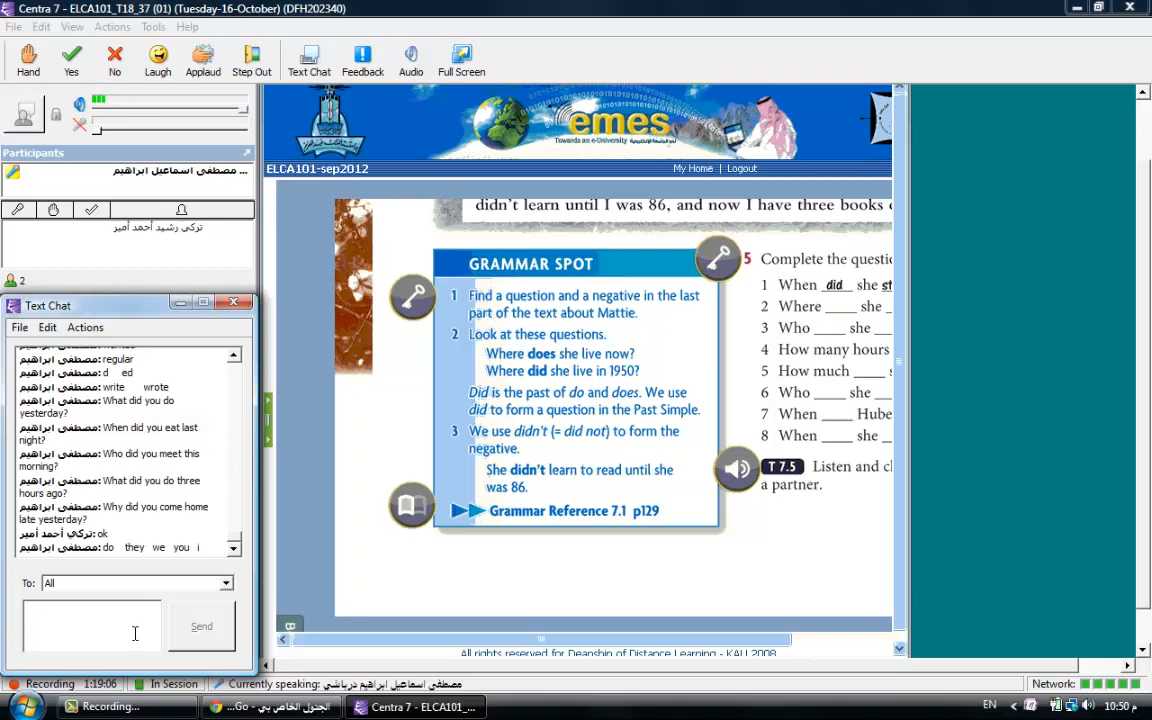 Centra 7 - ELCA101_T18_37 (01) (Tuesday-16-October) (DFH202340)
File Edit View Actions Tools Help
Hand Yes No Laugh Applaud Step Out Text Chat Feedback Audio Full Screen
Participants
مصطفى اسماعيل ابراهيم ...
تركي رشيد أحمد أمير
2
emes
Towards an e-University
ELCA101-sep2012
My Home | Logout
didn't learn until I was 86, and now I have three books
GRAMMAR SPOT
1 Find a question and a negative in the last
part of the text about Mattie.
2 Look at these questions.
Where does she live now?
Where did she live in 1950?
Did is the past of do and does. We use
did to form a question in the Past Simple.
3 We use didn't (= did not) to form the
negative.
She didn't learn to read until she
was 86.
Grammar Reference 7.1 p129
5 Complete the questi
1 When did she st
2 Where ____ she
3 Who ____ she
4 How many hours
5 How much ____
6 Who ____ she
7 When ____ Hube
8 When ____ she
T 7.5 Listen and c
a partner.
All rights reserved for Deanship of Distance Learning - KAU 2008
Text Chat
File Edit Actions
مصطفى ابراهيم: regular
مصطفى ابراهيم: d ed
مصطفى ابراهيم: write wrote
مصطفى ابراهيم: What did you do
yesterday?
مصطفى ابراهيم: When did you eat last
night?
مصطفى ابراهيم: Who did you meet this
morning?
مصطفى ابراهيم: What did you do three
hours ago?
مصطفى ابراهيم: Why did you come home
late yesterday?
تركي أحمد أمير: ok
مصطفى ابراهيم: do they we you i
To: All
Send
Recording 1:19:06 In Session Currently speaking: مصطفى اسماعيل ابراهيم درباشي Network:
Recording... الجدول الخاص بي - Go... Centra 7 - ELCA101_... EN 10:50 م